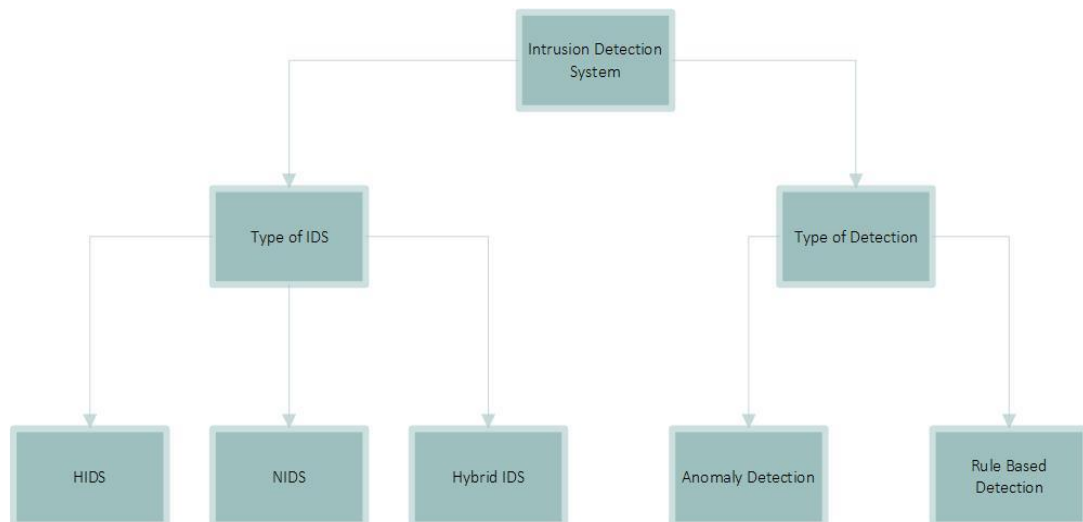 Intrusion Detection
System
Type of IDS
Type of Detection
HIDS
NIDS
Hybrid IDS
Anomaly Detection
Rule Based
Detection